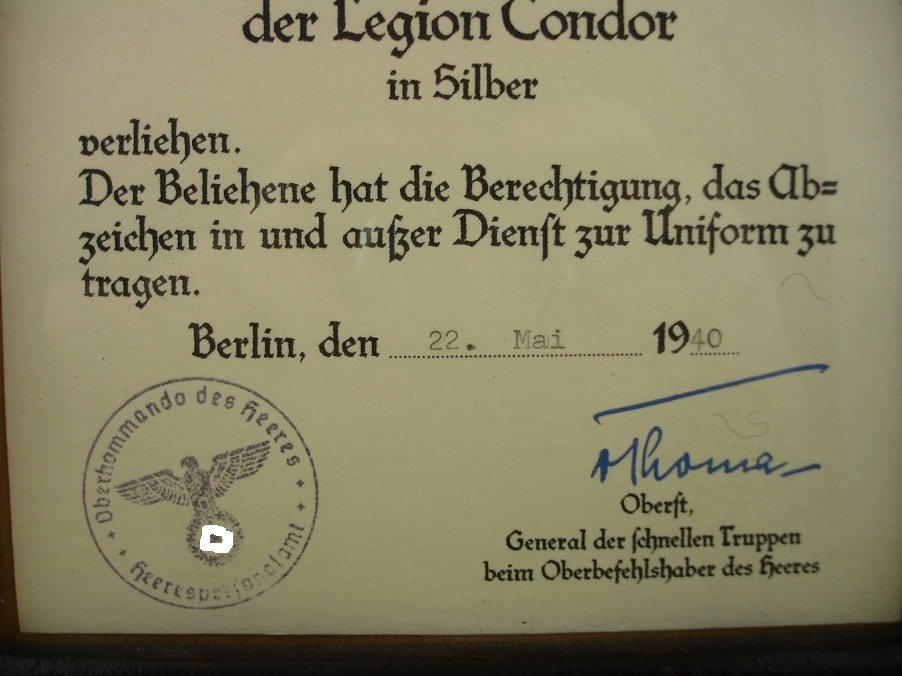 der Legion Condor
in Silber
verliehen.
Der Beliehene hat die Berechtigung, das Ab=
zeichen in und außer Dienst zur Uniform zu
tragen.
Berlin, den 22. Mai 1940
Oberkommando des Heeres
Heerespersonalamt
Thoma
Oberst,
General der schnellen Truppen
beim Oberbefehlshaber des Heeres